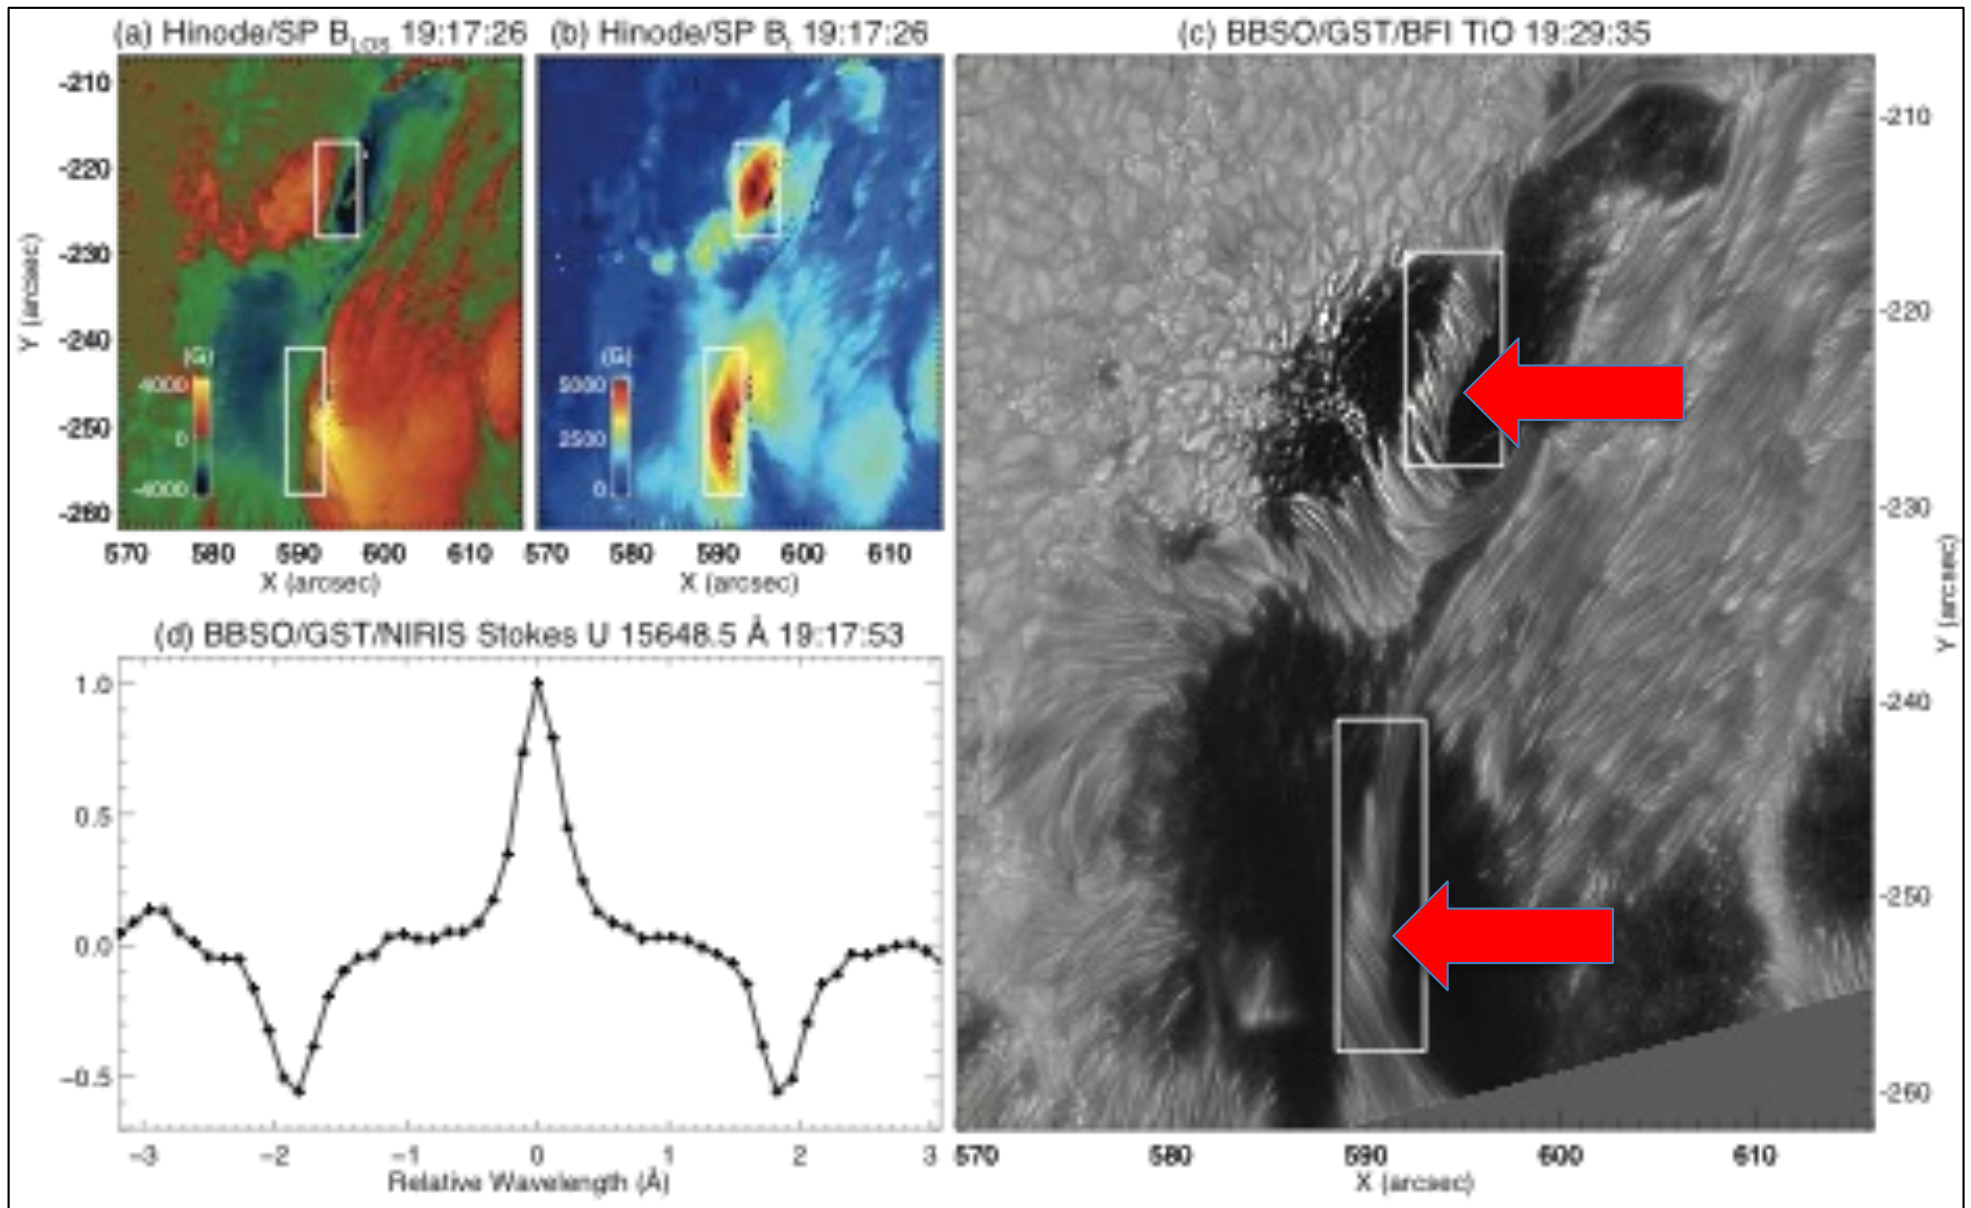 (a) Hinode/SP B_LOS 19:17:26
(b) Hinode/SP B_t 19:17:26
(c) BBSO/GST/BFI TiO 19:29:35
-210
-220
-230
-240
-250
-260
Y (arcsec)
(G)
4000
0
-4000
570 580 590 600 610
X (arcsec)
(G)
5000
2500
0
570 580 590 600 610
X (arcsec)
(d) BBSO/GST/NIRIS Stokes U 15648.5 Å 19:17:53
1.0
0.5
0.0
-0.5
-3 -2 -1 0 1 2 3
Relative Wavelength (Å)
-210
-220
-230
-240
-250
-260
Y (arcsec)
570 580 590 600 610
X (arcsec)